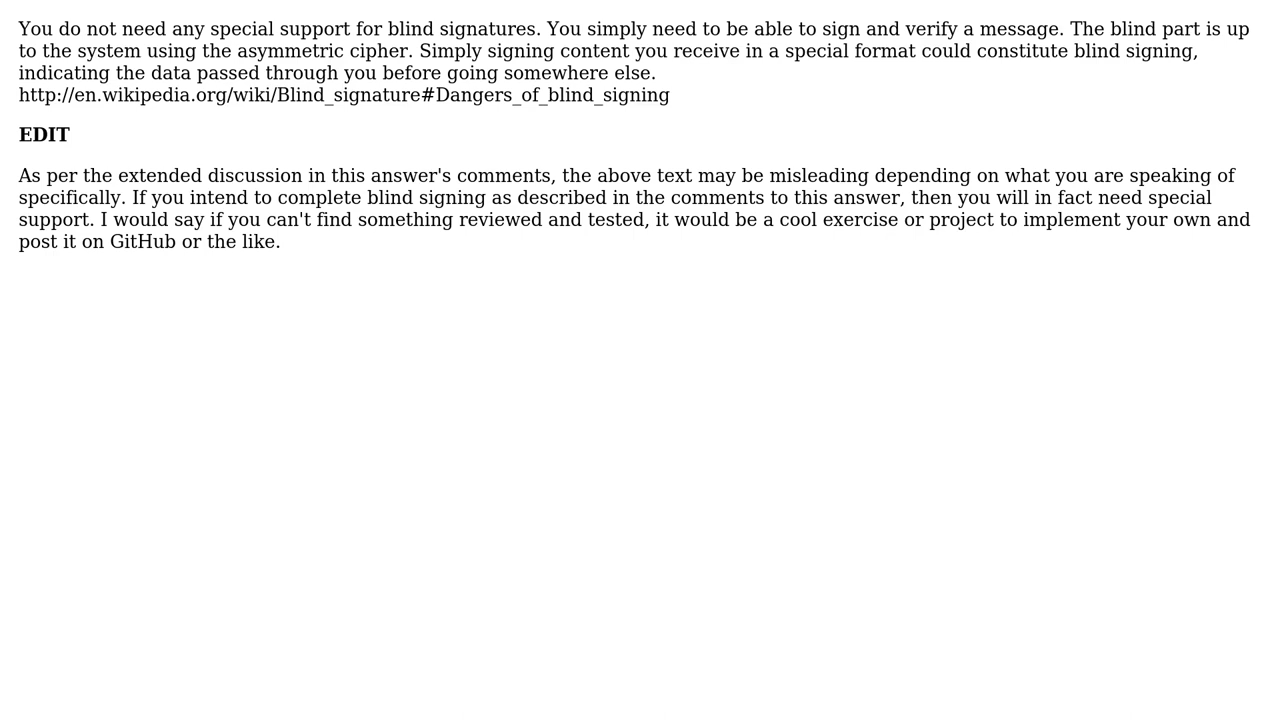 You do not need any special support for blind signatures. You simply need to be able to sign and verify a message. The blind part is up
to the system using the asymmetric cipher. Simply signing content you receive in a special format could constitute blind signing,
indicating the data passed through you before going somewhere else.
http://en.wikipedia.org/wiki/Blind_signature#Dangers_of_blind_signing
EDIT
As per the extended discussion in this answer's comments, the above text may be misleading depending on what you are speaking of
specifically. If you intend to complete blind signing as described in the comments to this answer, then you will in fact need special
support. I would say if you can't find something reviewed and tested, it would be a cool exercise or project to implement your own and
post it on GitHub or the like.